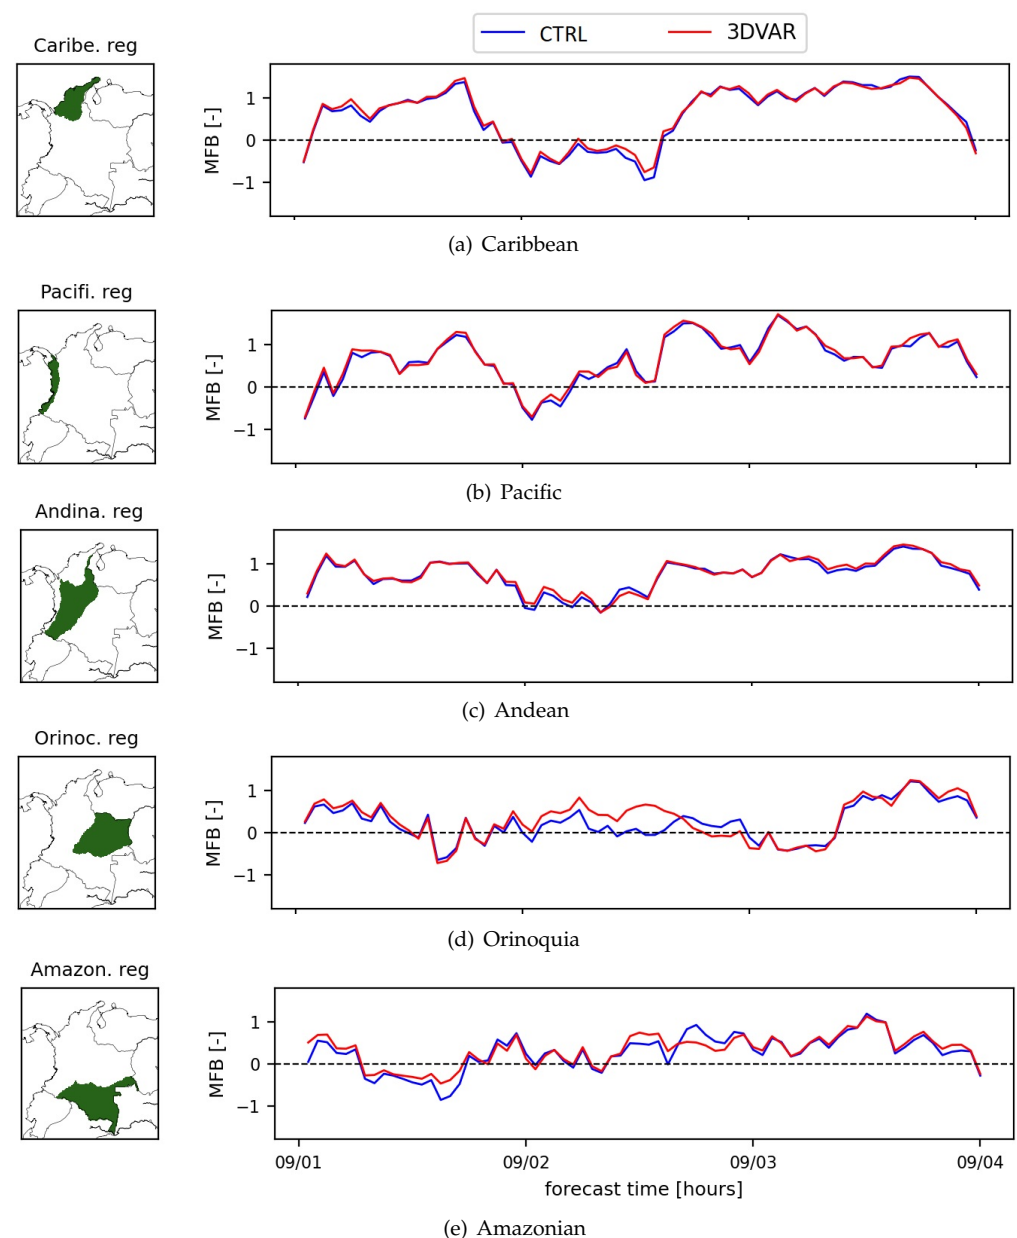 CTRL 3DVAR
Caribe. reg
MFB [-]
1
0
−1
(a) Caribbean
Pacifi. reg
MFB [-]
1
0
−1
(b) Pacific
Andina. reg
MFB [-]
1
0
−1
(c) Andean
Orinoc. reg
MFB [-]
1
0
−1
(d) Orinoquia
Amazon. reg
MFB [-]
1
0
−1
09/01 09/02 09/03 09/04
forecast time [hours]
(e) Amazonian